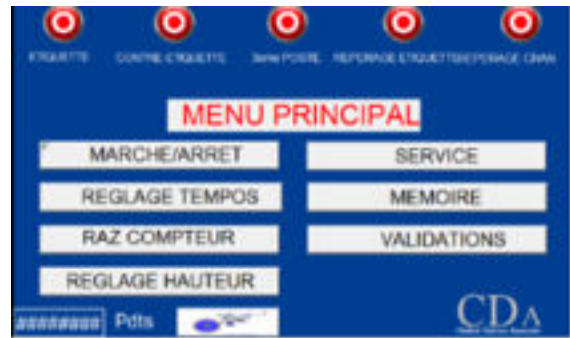 ETIQUETTE CONTRE ETIQUETTE 3eme POSTE REPERAGE ETIQUETTE REPERAGE CRAN
MENU PRINCIPAL
MARCHE/ARRET SERVICE
REGLAGE TEMPOS MEMOIRE
RAZ COMPTEUR VALIDATIONS
REGLAGE HAUTEUR
######## Pdts CDA